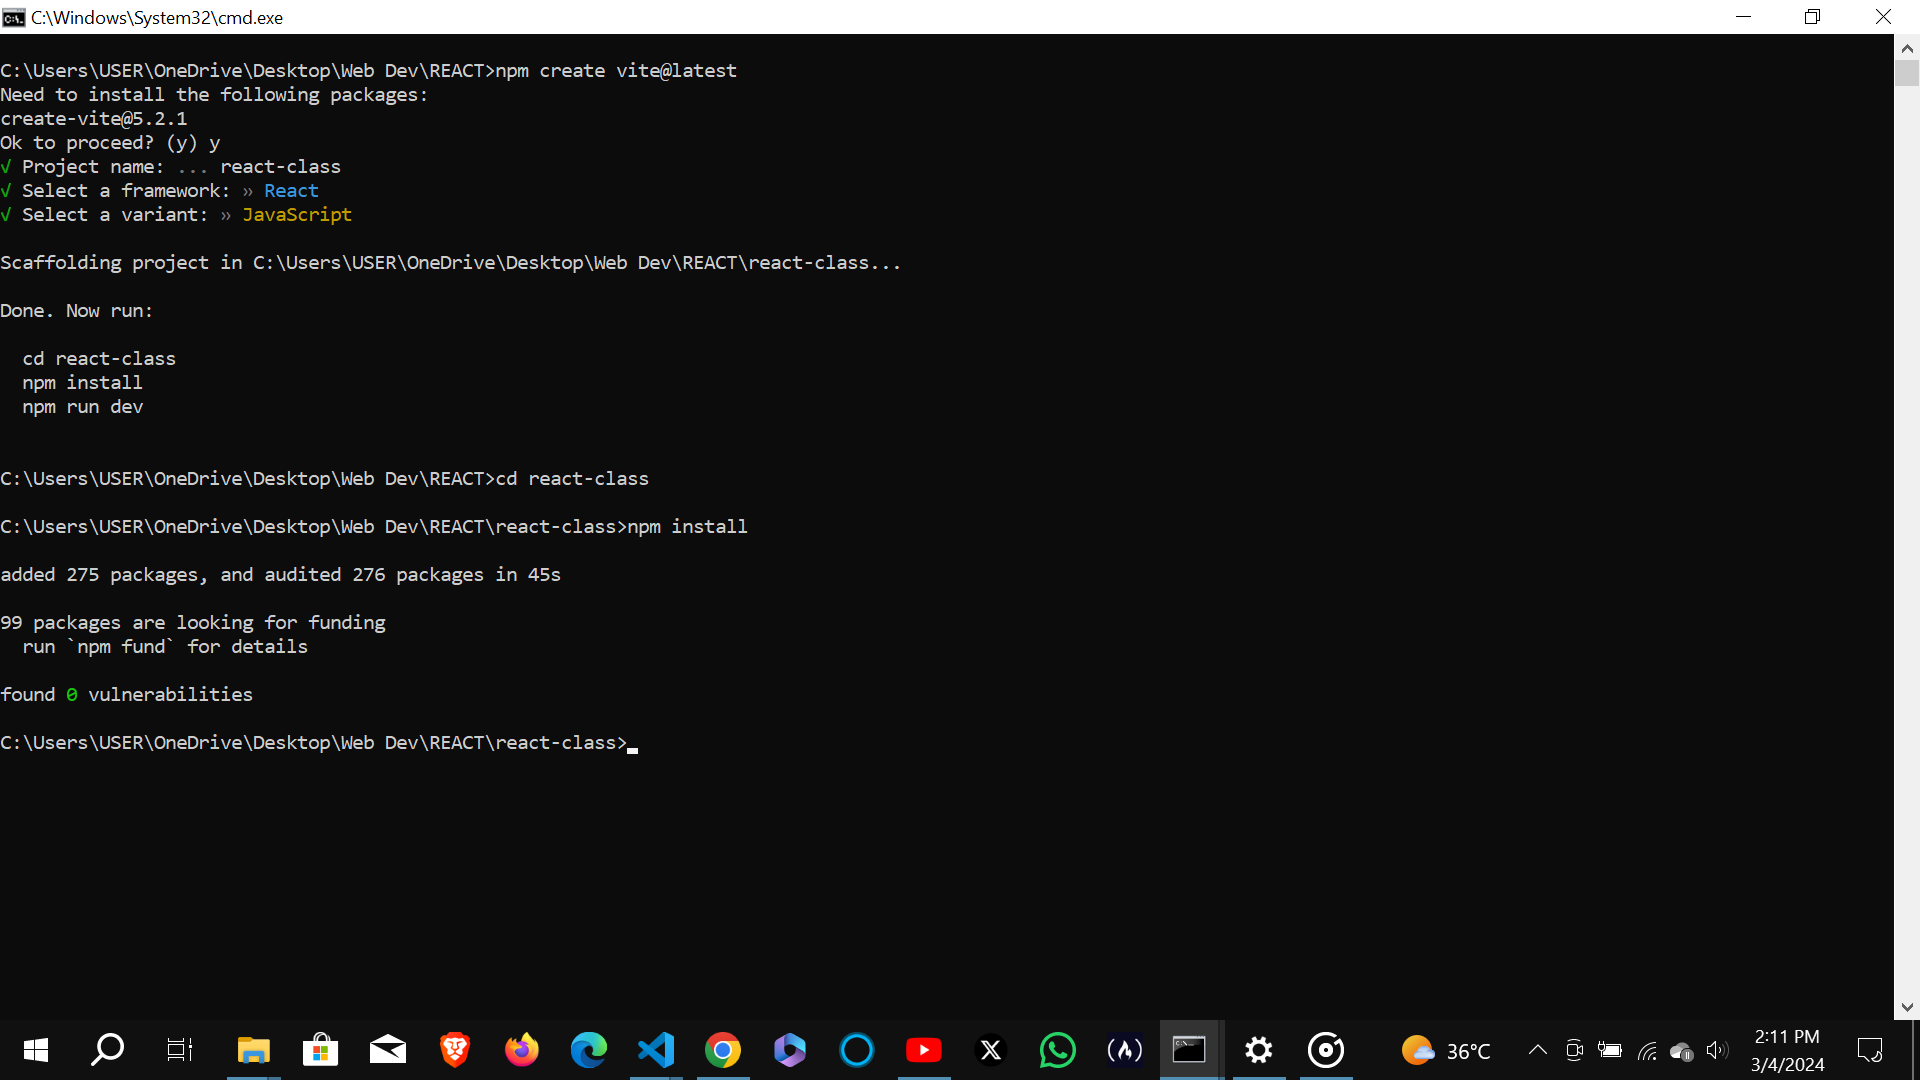 C:\Windows\System32\cmd.exe
C:\Users\USER\OneDrive\Desktop\Web Dev\REACT>npm create vite@latest
Need to install the following packages:
create-vite@5.2.1
Ok to proceed? (y) y
√ Project name: ... react-class
√ Select a framework: » React
√ Select a variant: » JavaScript
Scaffolding project in C:\Users\USER\OneDrive\Desktop\Web Dev\REACT\react-class...
Done. Now run:
cd react-class
npm install
npm run dev
C:\Users\USER\OneDrive\Desktop\Web Dev\REACT>cd react-class
C:\Users\USER\OneDrive\Desktop\Web Dev\REACT\react-class>npm install
added 275 packages, and audited 276 packages in 45s
99 packages are looking for funding
run `npm fund` for details
found 0 vulnerabilities
C:\Users\USER\OneDrive\Desktop\Web Dev\REACT\react-class>
36°C
2:11 PM
3/4/2024